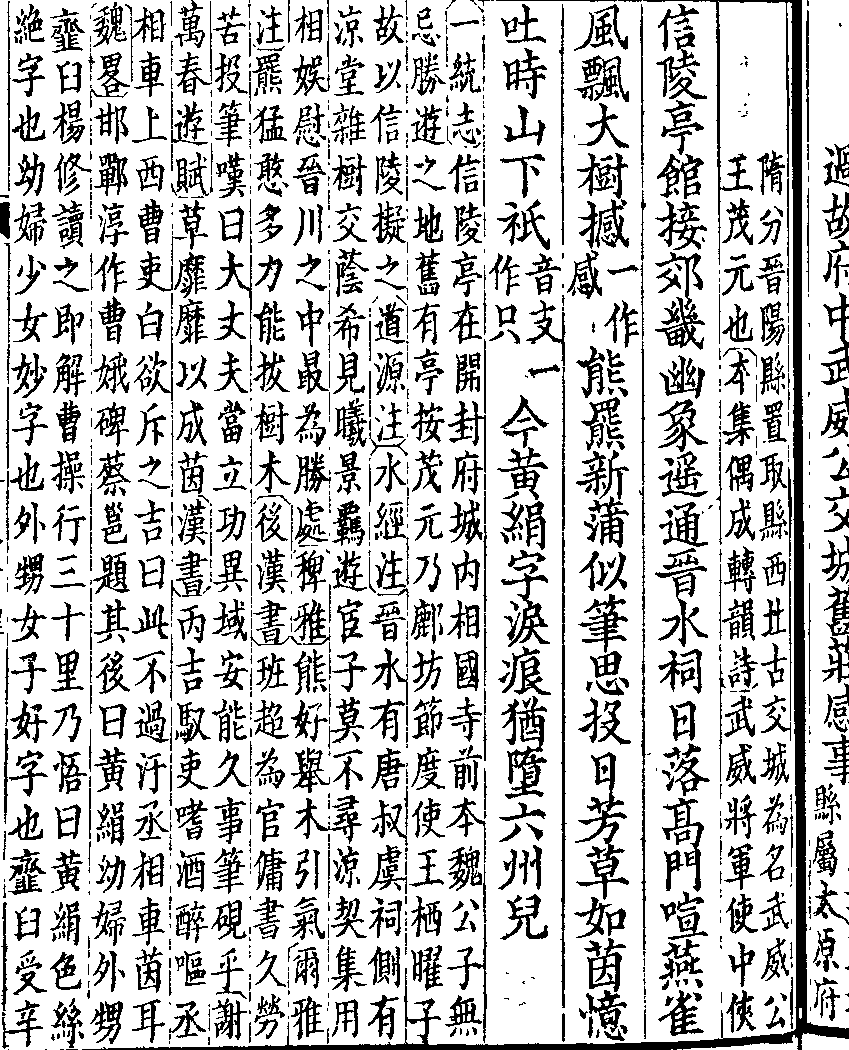 過故府中武威公交城舊莊感事
縣屬太原府
隋分晉陽縣置取縣西北古交城為名武威公
王茂元也本集偶成轉韻詩武威將軍使中俠
信陵亭館接郊畿幽象遥通晉水祠日落高門喧燕雀
風飄大樹撼
一作
感
熊羆新蒲似筆思投日芳草如茵憶
吐時山下祇
音支一
作只
今黄絹字淚痕猶墮六州兒
一統志信陵亭在開封府城内相國寺前本魏公子無
忌勝遊之地舊有亭按茂元乃鄜坊節度使王栖曜子
故以信陵擬之道源注水經注晉水有唐叔虞祠側有
涼堂雜樹交蔭希見曦景羈遊宦子莫不尋涼契集用
相娛慰晉川之中最為勝處稗雅熊好舉木引氣爾雅
注羆猛憨多力能拔樹木後漢書班超為官傭書久勞
苦投筆嘆曰大丈夫當立功異域安能久事筆硯乎謝
萬春遊賦草靡靡以成茵漢書丙吉馭吏嗜酒醉嘔丞
相車上西曹吏白欲斥之吉曰此不過汙丞相車茵耳
魏畧邯鄲淳作曹娥碑蔡邕題其後曰黄絹幼婦外甥
虀臼楊修讀之即解曹操行三十里乃悟曰黄絹色絲
絶字也幼婦少女妙字也外甥女子好字也虀臼受辛